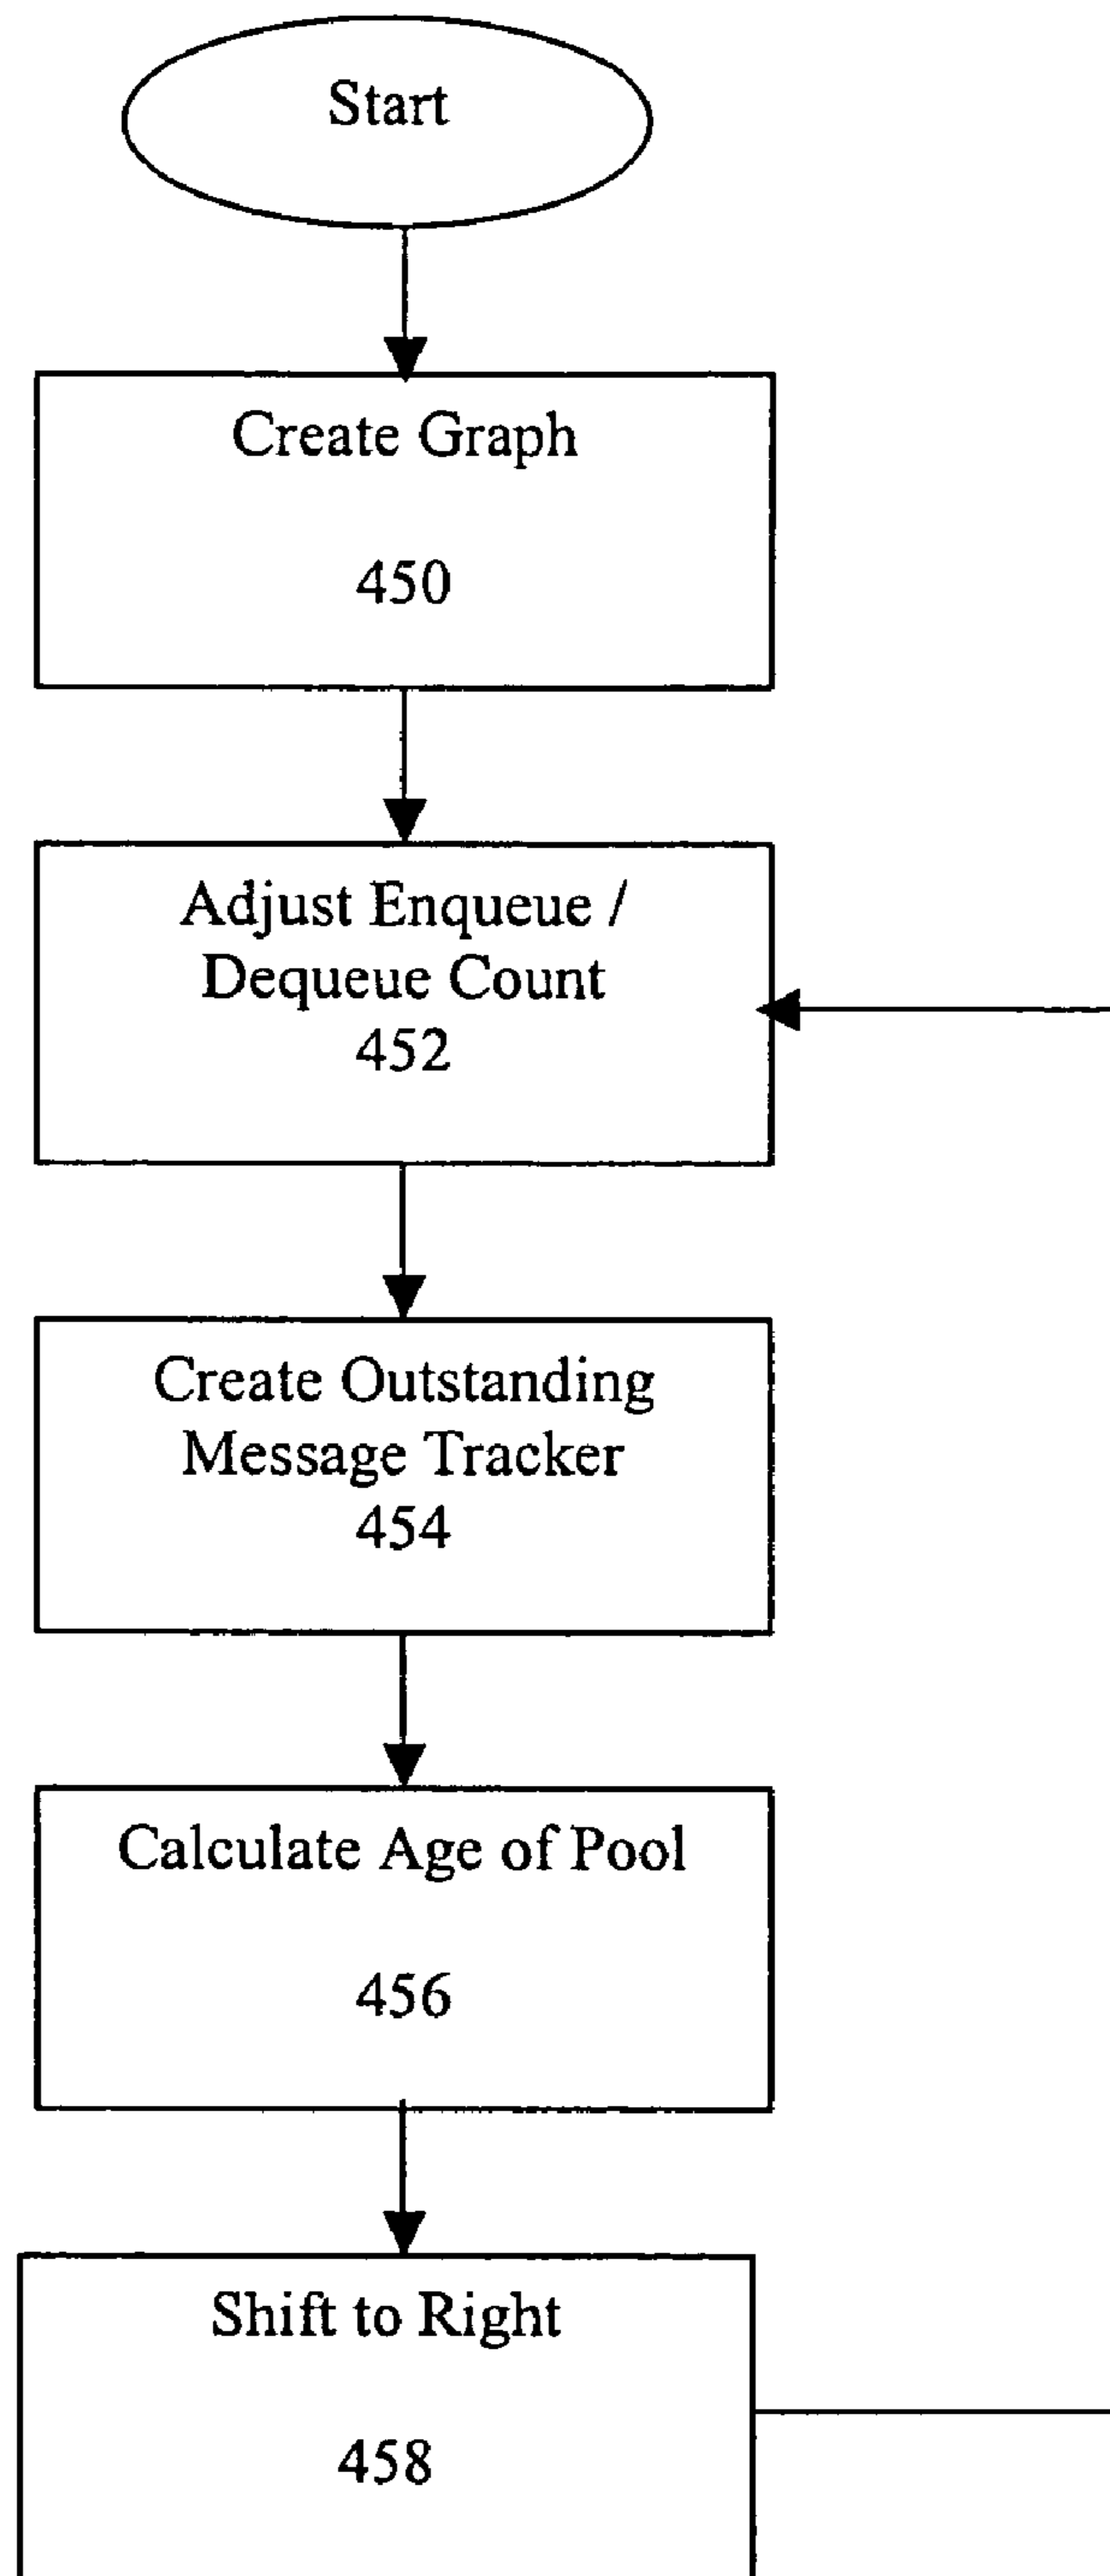 Start
Create Graph
450
Adjust Enqueue /
Dequeue Count
452
Create Outstanding
Message Tracker
454
Calculate Age of Pool
456
Shift to Right
458